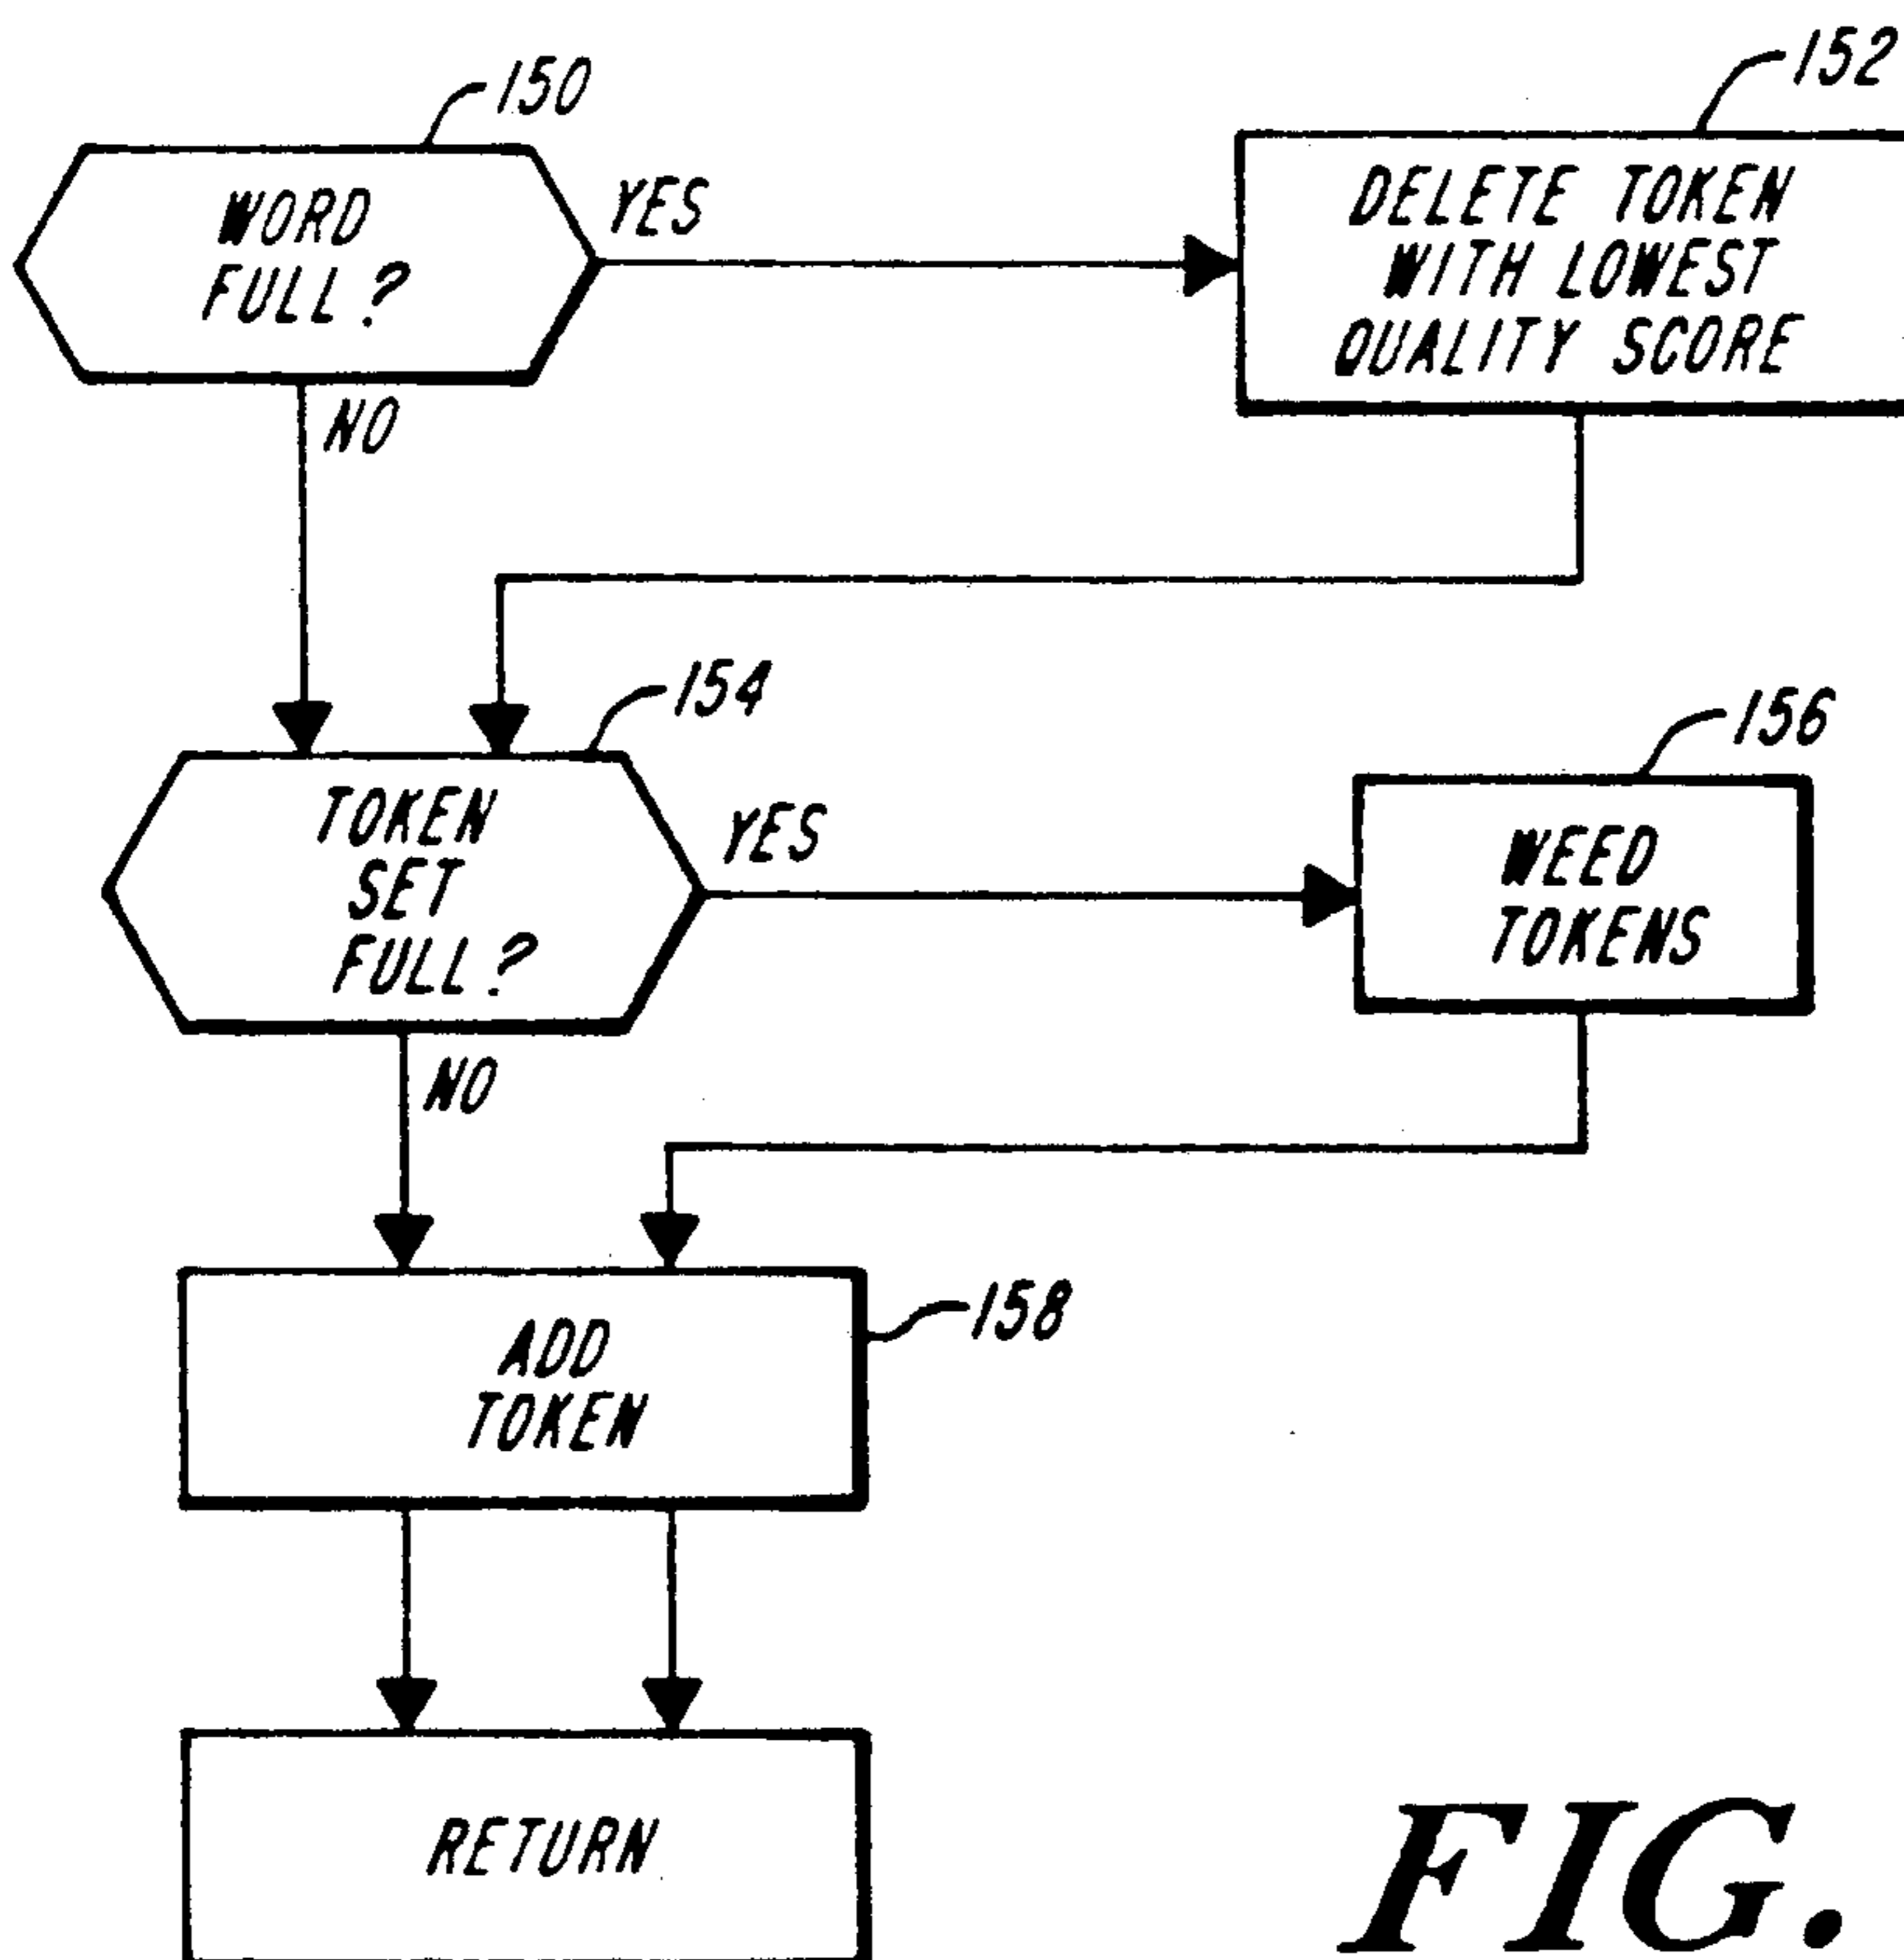 150
152
WORD
FULL?
YES
DELETE TOKEN
WITH LOWEST
QUALITY SCORE
NO
154
156
TOKEN
SET
FULL?
YES
WEED
TOKENS
NO
158
ADD
TOKEN
RETURN
FIG.